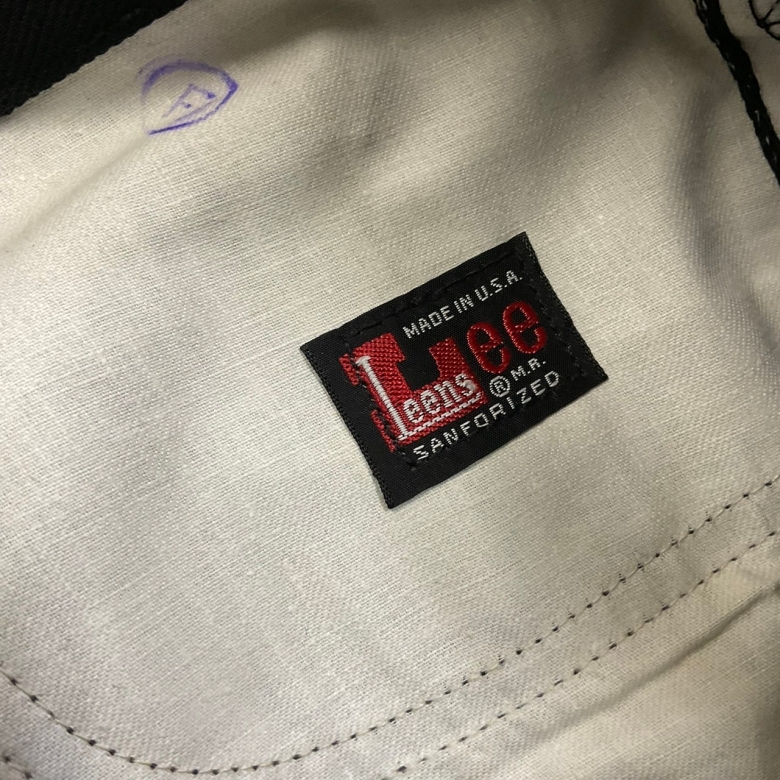 MADE IN U.S.A.
Lee
Leens
® M.R.
SANFORIZED